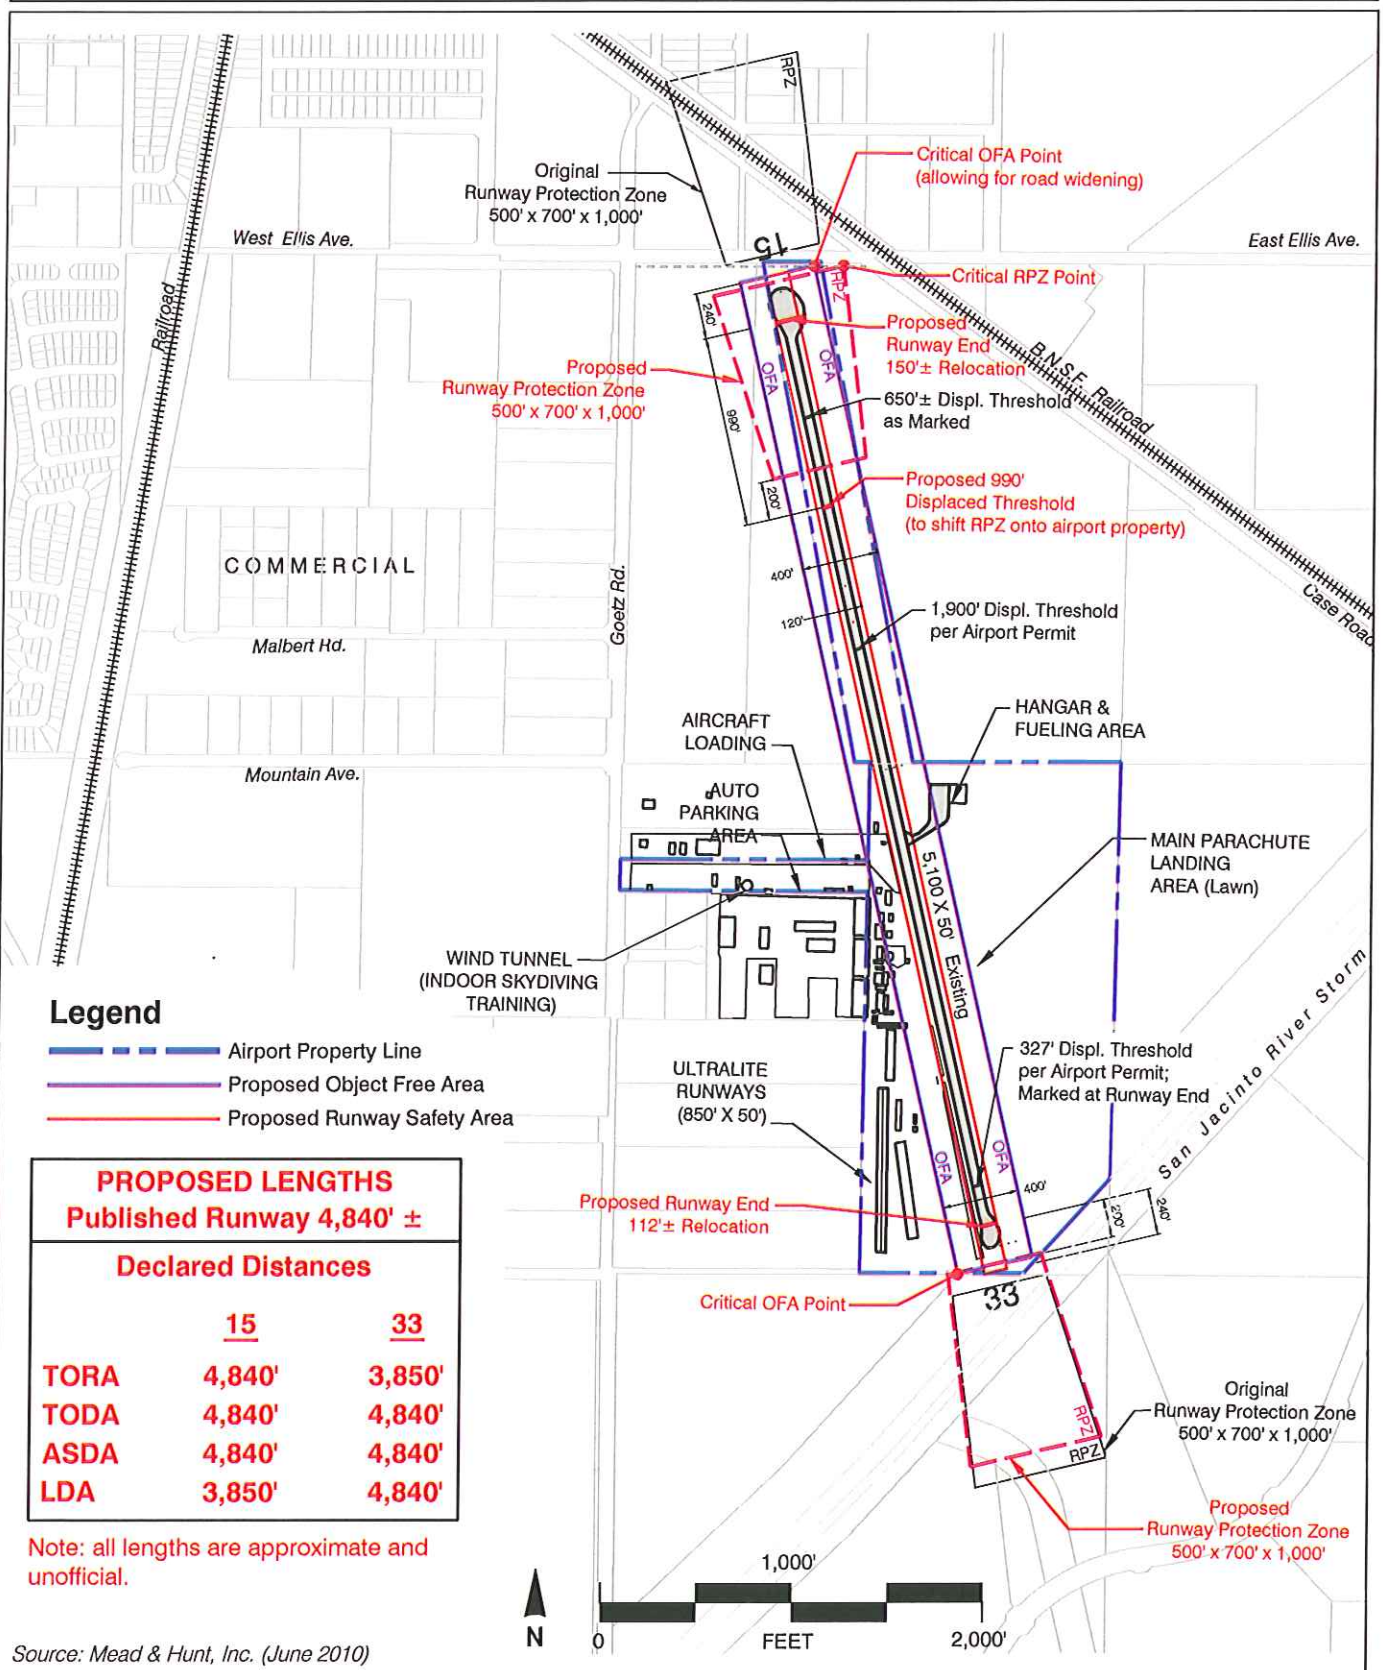 RPZ
Original
Runway Protection Zone
500' x 700' x 1,000'
Critical OFA Point
(allowing for road widening)
West Ellis Ave.
15
East Ellis Ave.
Critical RPZ Point
RPZ
Railroad
240'
Proposed
Runway End
150'± Relocation
B.N.S.F. Railroad
OFA
OFA
Proposed
Runway Protection Zone
500' x 700' x 1,000'
650'± Displ. Threshold
as Marked
990'
200'
Proposed 990'
Displaced Threshold
(to shift RPZ onto airport property)
COMMERCIAL
400'
Goetz Rd.
120'
1,900' Displ. Threshold
per Airport Permit
Case Road
Malbert Rd.
AIRCRAFT
LOADING
HANGAR &
FUELING AREA
Mountain Ave.
AUTO
PARKING
AREA
MAIN PARACHUTE
LANDING
AREA (Lawn)
5,100 X 50' Existing
WIND TUNNEL
(INDOOR SKYDIVING
TRAINING)
San Jacinto River Storm
Legend
Airport Property Line
Proposed Object Free Area
Proposed Runway Safety Area
ULTRALITE
RUNWAYS
(850' X 50')
327' Displ. Threshold
per Airport Permit;
Marked at Runway End
OFA
OFA
400'
200'
240'
Proposed Runway End
112'± Relocation
Critical OFA Point
33
PROPOSED LENGTHS
Published Runway 4,840' ±
Declared Distances
15 33
TORA 4,840' 3,850'
TODA 4,840' 4,840'
ASDA 4,840' 4,840'
LDA 3,850' 4,840'
Note: all lengths are approximate and
unofficial.
Original
Runway Protection Zone
500' x 700' x 1,000'
RPZ
RPZ
Proposed
Runway Protection Zone
500' x 700' x 1,000'
N
1,000'
0 FEET 2,000'
Source: Mead & Hunt, Inc. (June 2010)